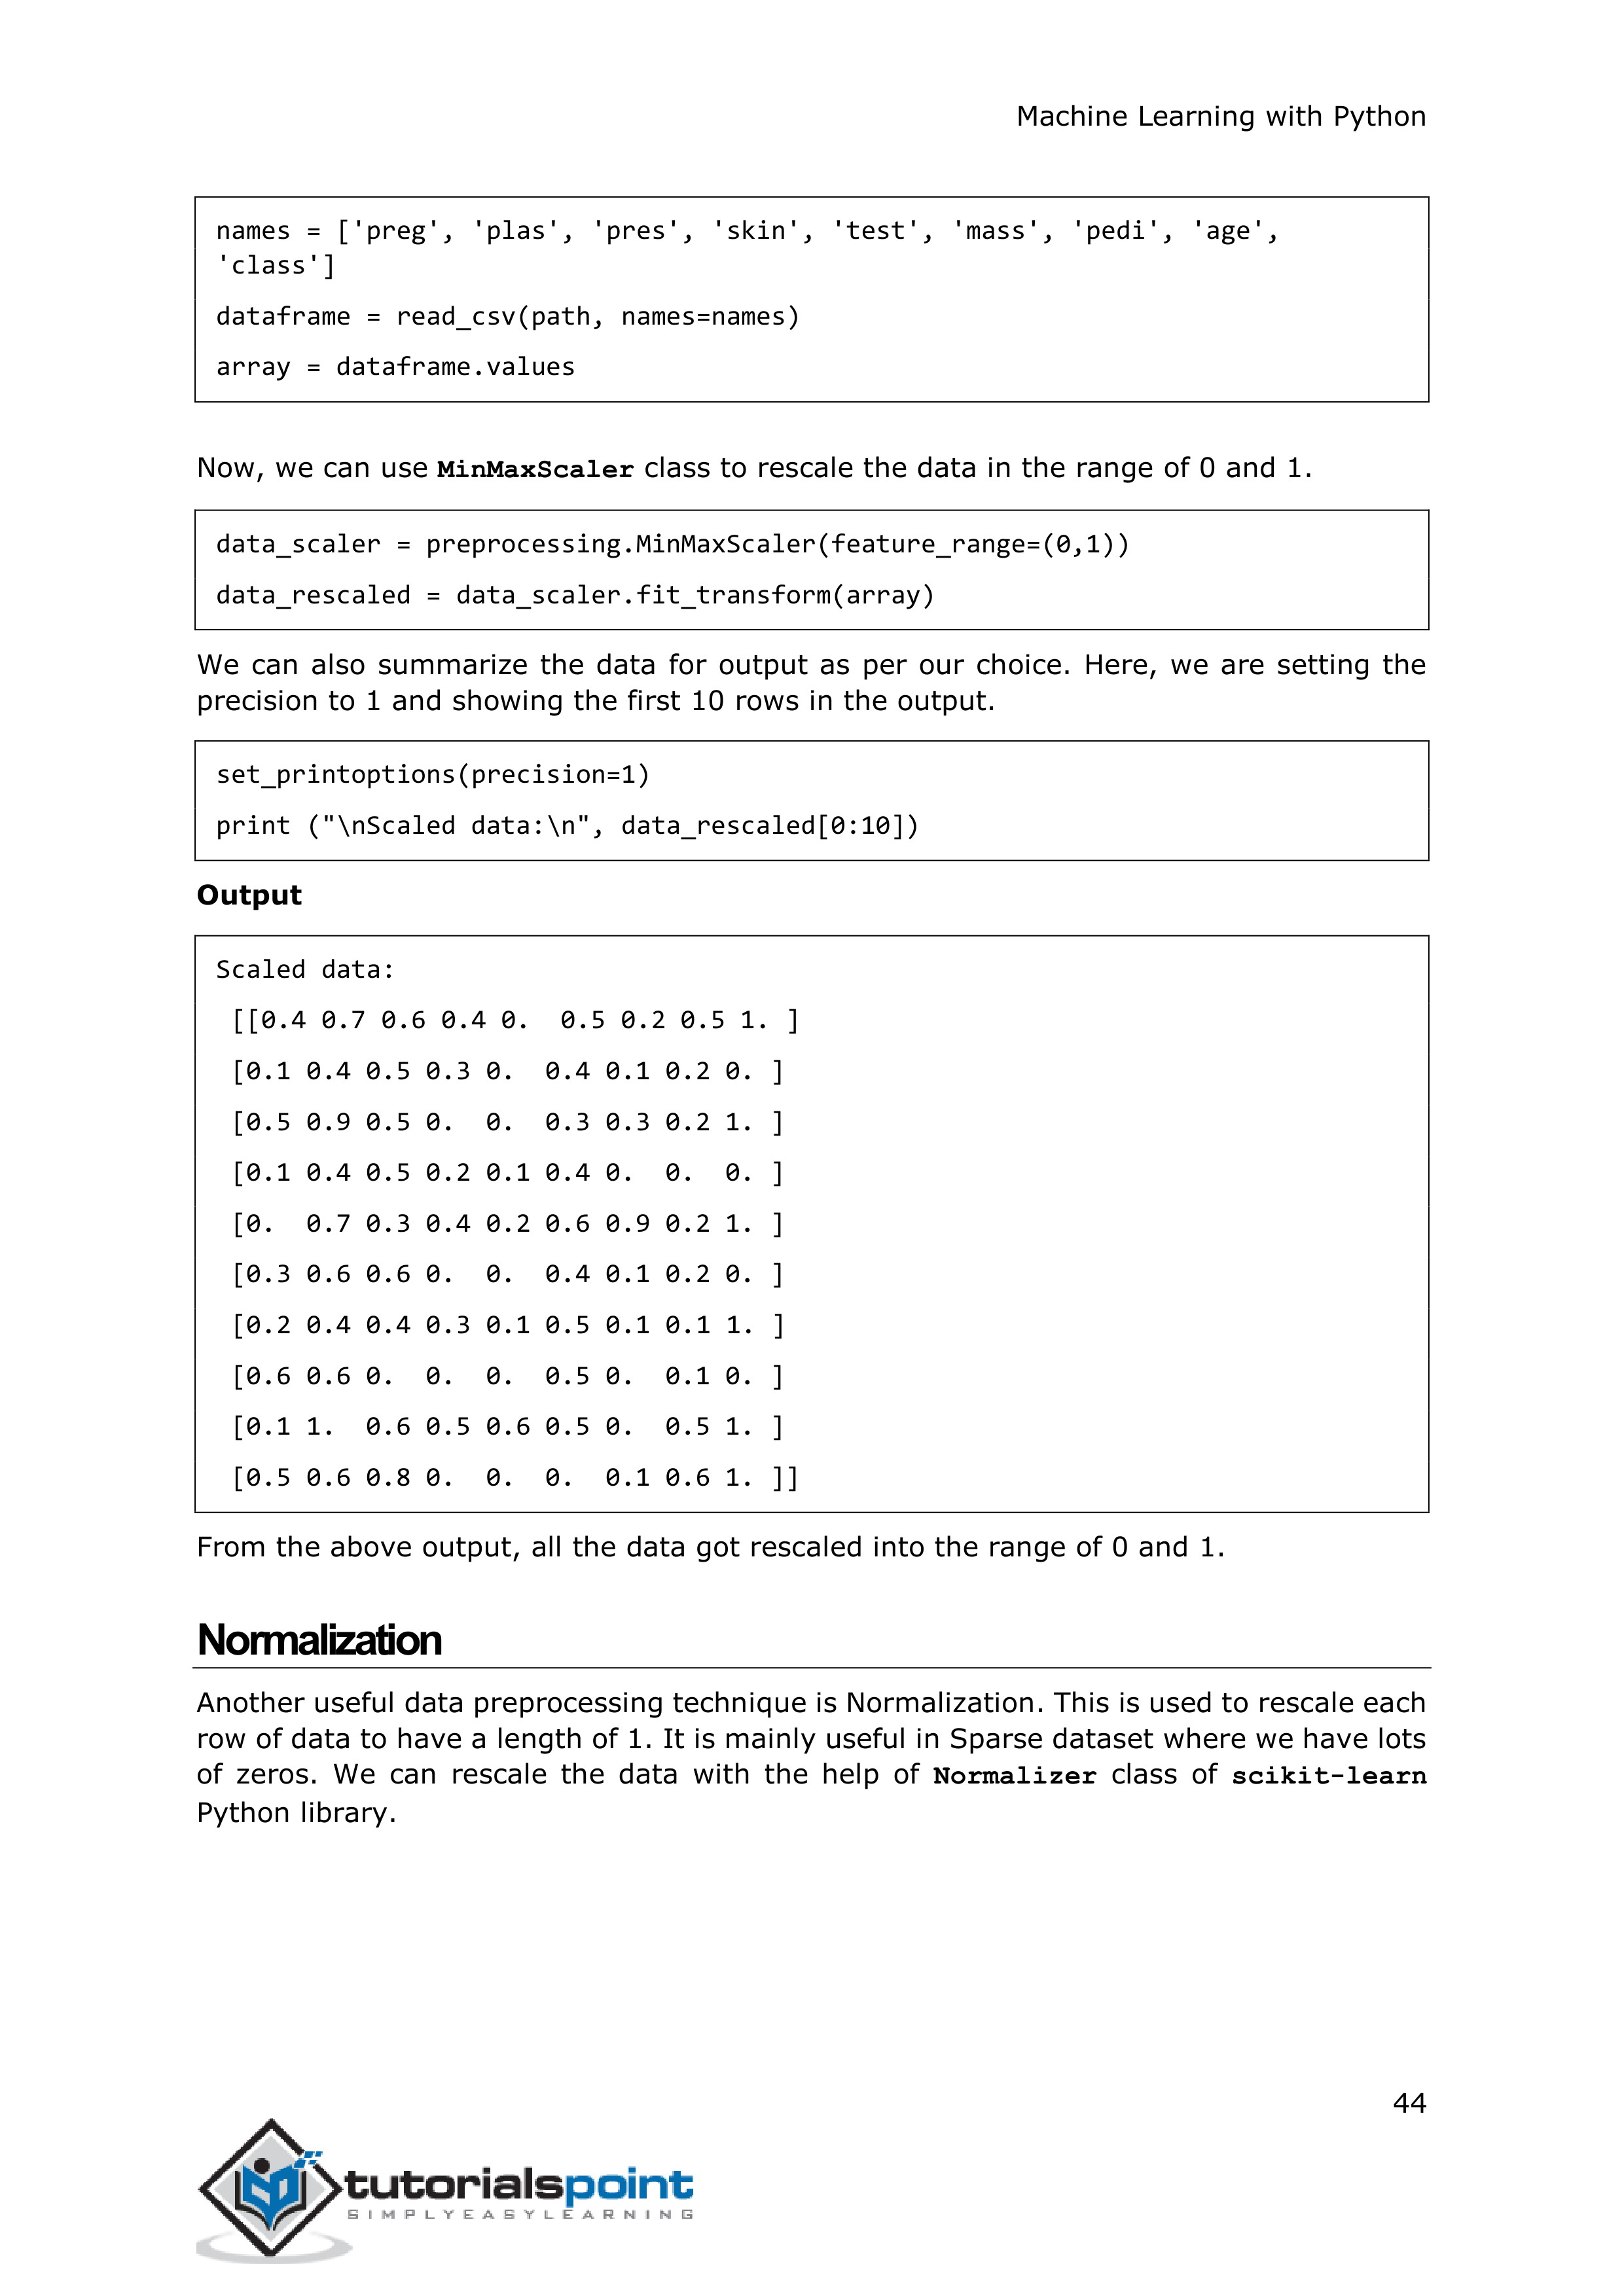 Machine Learning with Python
names = ['preg', 'plas', 'pres', 'skin', 'test', 'mass', 'pedi', 'age',
'class']
dataframe = read_csv(path, names=names)
array = dataframe.values
Now, we can use MinMaxScaler class to rescale the data in the range of 0 and 1.
data_scaler = preprocessing.MinMaxScaler(feature_range=(0,1))
data_rescaled = data_scaler.fit_transform(array)
We can also summarize the data for output as per our choice. Here, we are setting the
precision to 1 and showing the first 10 rows in the output.
set_printoptions(precision=1)
print ("\nScaled data:\n", data_rescaled[0:10])
Output
Scaled data:
[[0.4 0.7 0.6 0.4 0.  0.5 0.2 0.5 1. ]
[0.1 0.4 0.5 0.3 0.  0.4 0.1 0.2 0. ]
[0.5 0.9 0.5 0.  0.  0.3 0.3 0.2 1. ]
[0.1 0.4 0.5 0.2 0.1 0.4 0.  0.  0. ]
[0.  0.7 0.3 0.4 0.2 0.6 0.9 0.2 1. ]
[0.3 0.6 0.6 0.  0.  0.4 0.1 0.2 0. ]
[0.2 0.4 0.4 0.3 0.1 0.5 0.1 0.1 1. ]
[0.6 0.6 0.  0.  0.  0.5 0.  0.1 0. ]
[0.1 1.  0.6 0.5 0.6 0.5 0.  0.5 1. ]
[0.5 0.6 0.8 0.  0.  0.  0.1 0.6 1. ]]
From the above output, all the data got rescaled into the range of 0 and 1.
Normalization
Another useful data preprocessing technique is Normalization. This is used to rescale each
row of data to have a length of 1. It is mainly useful in Sparse dataset where we have lots
of zeros. We can rescale the data with the help of Normalizer class of scikit-learn
Python library.
44
tutorialspoint
SIMPLYEASYLEARNING